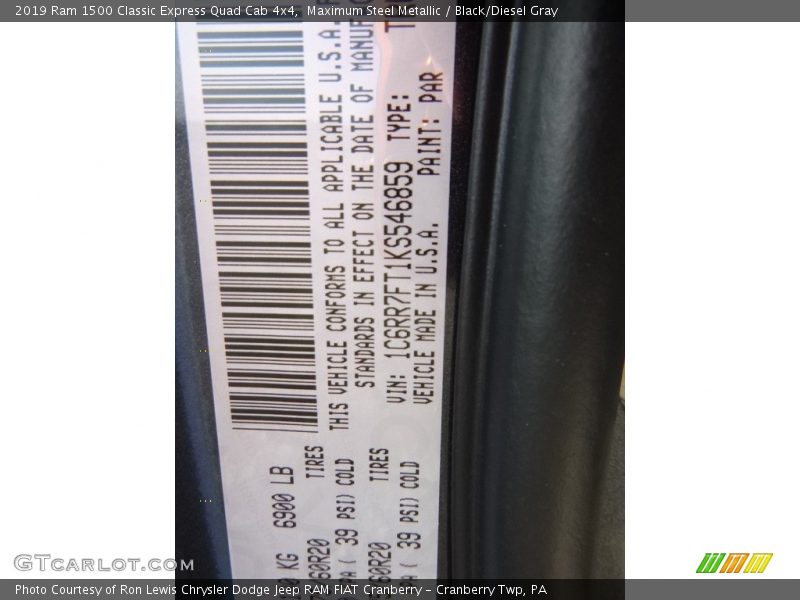 2019 Ram 1500 Classic Express Quad Cab 4x4, Maximum Steel Metallic / Black/Diesel Gray
KG 6900 LB
60R20 TIRES
( 39 PSI) COLD
60R20 TIRES
( 39 PSI) COLD
THIS VEHICLE CONFORMS TO ALL APPLICABLE U.S.A.
STANDARDS IN EFFECT ON THE DATE OF
VIN: 1C6RR7FT1KS546859 TYPE:
VEHICLE MADE IN U.S.A. PAINT: PAR
GTCARLOT.COM
Photo Courtesy of Ron Lewis Chrysler Dodge Jeep RAM FIAT Cranberry - Cranberry Twp, PA